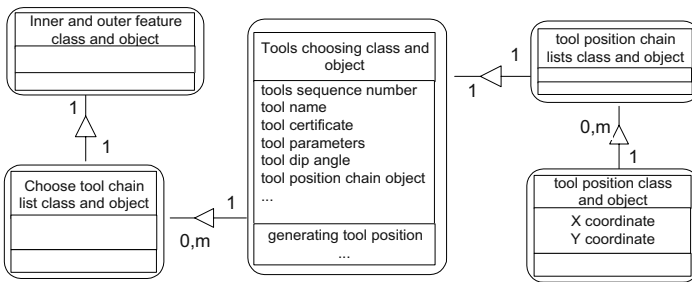 Inner and outer feature
class and object
1
1
Choose tool chain
list class and object
1
0,m
Tools choosing class and
object
tools sequence number
tool name
tool certificate
tool parameters
tool dip angle
tool position chain object
...
generating tool position
...
1
1
tool position chain
lists class and object
0,m
1
tool position class
and object
X coordinate
Y coordinate